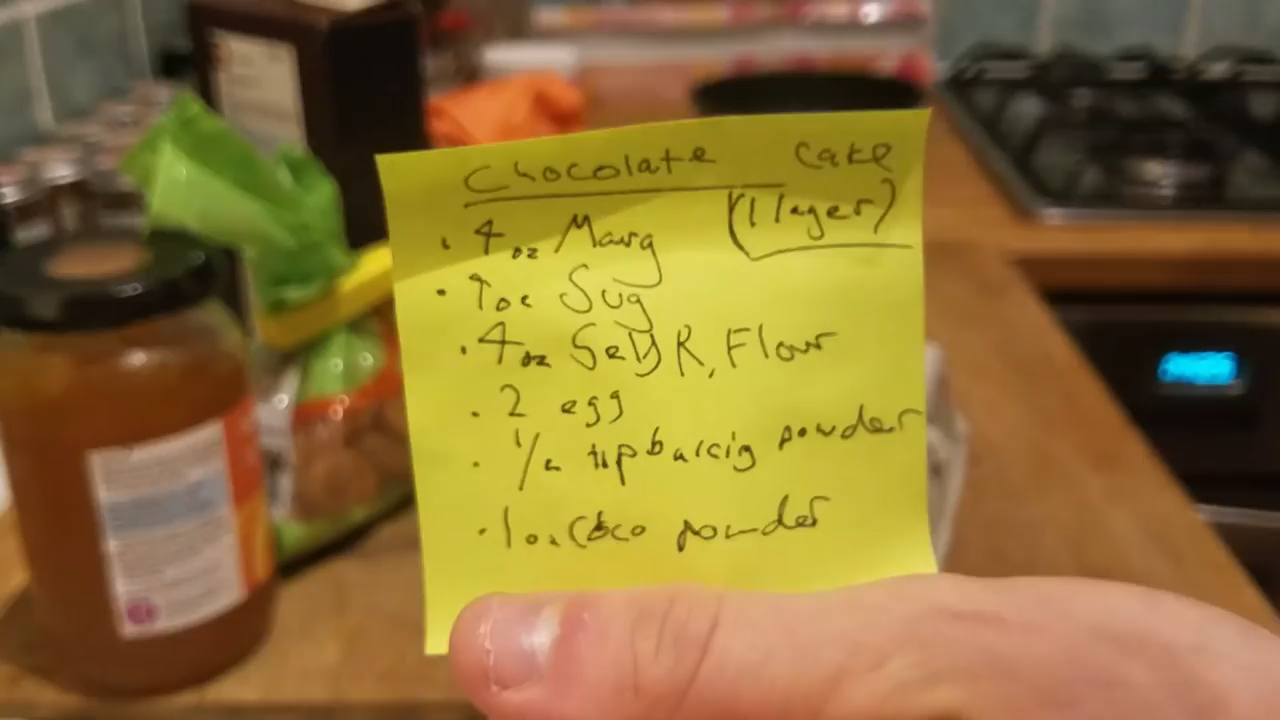 Chocolate Cake
(1 layer)
• 4oz Marg
• oz Sug
• 4oz Self R, Flour
• 2 egg
• 1/2 tsp baking powder
• 1oz Coco powder